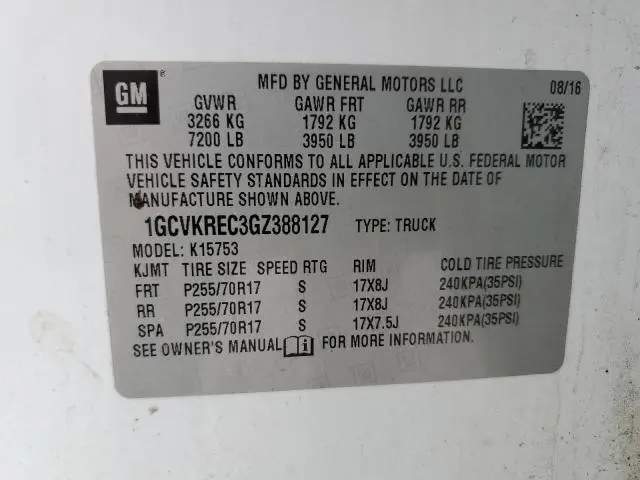 GM ®
MFD BY GENERAL MOTORS LLC 08/16
GVWR GAWR FRT GAWR RR
3266 KG 1792 KG 1792 KG
7200 LB 3950 LB 3950 LB
THIS VEHICLE CONFORMS TO ALL APPLICABLE U.S. FEDERAL MOTOR
VEHICLE SAFETY STANDARDS IN EFFECT ON THE DATE OF
MANUFACTURE SHOWN ABOVE.
1GCVKREC3GZ388127 TYPE: TRUCK
MODEL: K15753
KJMT TIRE SIZE SPEED RTG RIM COLD TIRE PRESSURE
FRT P255/70R17 S 17X8J 240KPA(35PSI)
RR P255/70R17 S 17X8J 240KPA(35PSI)
SPA P255/70R17 S 17X7.5J 240KPA(35PSI)
SEE OWNER'S MANUAL FOR MORE INFORMATION.